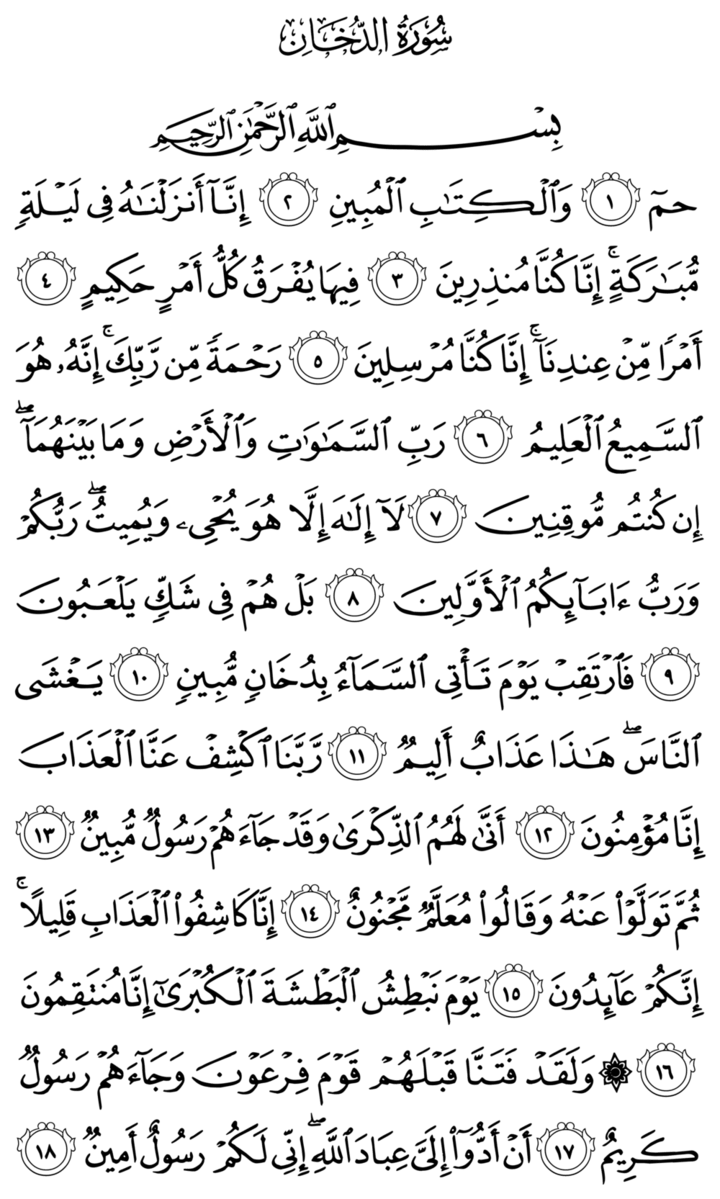 سُورَةُ الدُّخَانِ
بِسْمِ ٱللَّهِ ٱلرَّحْمَٰنِ ٱلرَّحِيمِ
حمٓ ١ وَٱلْكِتَٰبِ ٱلْمُبِينِ ٢ إِنَّآ أَنزَلْنَٰهُ فِى لَيْلَةٍ
مُّبَٰرَكَةٍ ۚ إِنَّا كُنَّا مُنذِرِينَ ٣ فِيهَا يُفْرَقُ كُلُّ أَمْرٍ حَكِيمٍ ٤
أَمْرًا مِّنْ عِندِنَآ ۚ إِنَّا كُنَّا مُرْسِلِينَ ٥ رَحْمَةً مِّن رَّبِّكَ ۚ إِنَّهُۥ هُوَ
ٱلسَّمِيعُ ٱلْعَلِيمُ ٦ رَبِّ ٱلسَّمَٰوَٰتِ وَٱلْأَرْضِ وَمَا بَيْنَهُمَآ ۖ
إِن كُنتُم مُّوقِنِينَ ٧ لَآ إِلَٰهَ إِلَّا هُوَ يُحْىِۦ وَيُمِيتُ ۖ رَبُّكُمْ
وَرَبُّ ءَابَآئِكُمُ ٱلْأَوَّلِينَ ٨ بَلْ هُمْ فِى شَكٍّ يَلْعَبُونَ
٩ فَٱرْتَقِبْ يَوْمَ تَأْتِى ٱلسَّمَآءُ بِدُخَانٍ مُّبِينٍ ١٠ يَغْشَى
ٱلنَّاسَ ۖ هَٰذَا عَذَابٌ أَلِيمٌ ١١ رَّبَّنَا ٱكْشِفْ عَنَّا ٱلْعَذَابَ
إِنَّا مُؤْمِنُونَ ١٢ أَنَّىٰ لَهُمُ ٱلذِّكْرَىٰ وَقَدْ جَآءَهُمْ رَسُولٌ مُّبِينٌ ١٣
ثُمَّ تَوَلَّوْا۟ عَنْهُ وَقَالُوا۟ مُعَلَّمٌ مَّجْنُونٌ ١٤ إِنَّا كَاشِفُوا۟ ٱلْعَذَابِ قَلِيلًا ۚ
إِنَّكُمْ عَآئِدُونَ ١٥ يَوْمَ نَبْطِشُ ٱلْبَطْشَةَ ٱلْكُبْرَىٰٓ إِنَّا مُنتَقِمُونَ
١٦ ۞ وَلَقَدْ فَتَنَّا قَبْلَهُمْ قَوْمَ فِرْعَوْنَ وَجَآءَهُمْ رَسُولٌ
كَرِيمٌ ١٧ أَنْ أَدُّوٓا۟ إِلَىَّ عِبَادَ ٱللَّهِ ۖ إِنِّى لَكُمْ رَسُولٌ أَمِينٌ ١٨